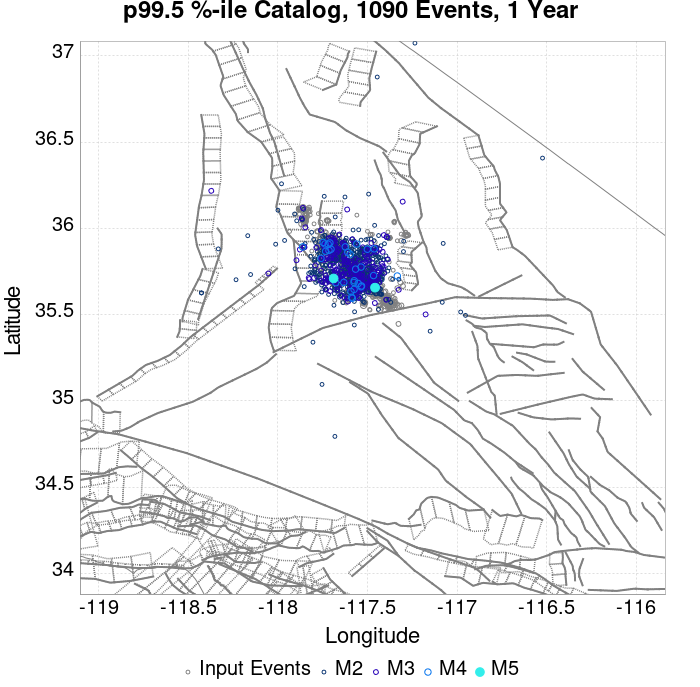 p99.5 %-ile Catalog, 1090 Events, 1 Year
37
36.5
36
35.5
35
34.5
34
Latitude
-119 -118.5 -118 -117.5 -117 -116.5 -116
Longitude
Input Events M2 M3 M4 M5